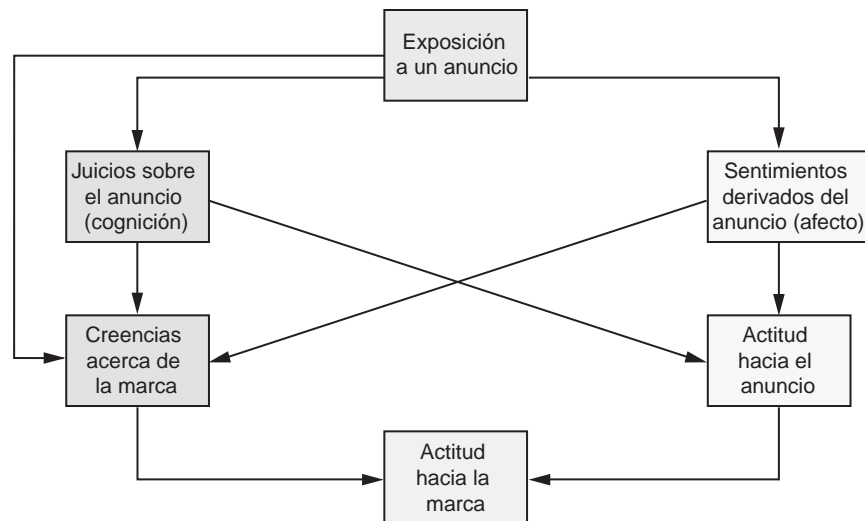 Exposición
a un anuncio
Juicios sobre
el anuncio
(cognición)
Sentimientos
derivados del
anuncio (afecto)
Creencias
acerca de
la marca
Actitud
hacia el
anuncio
Actitud
hacia la
marca